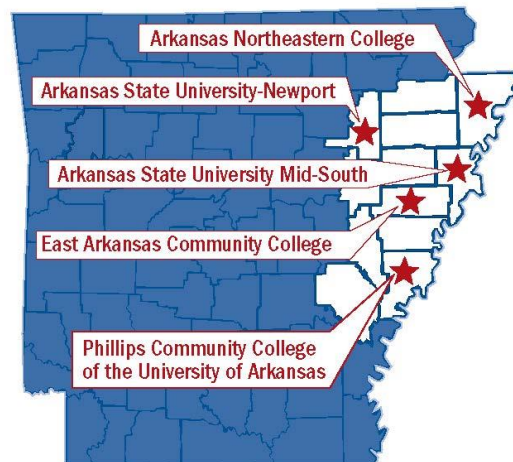 Arkansas Northeastern College
Arkansas State University-Newport
Arkansas State University Mid-South
East Arkansas Community College
Phillips Community College
of the University of Arkansas